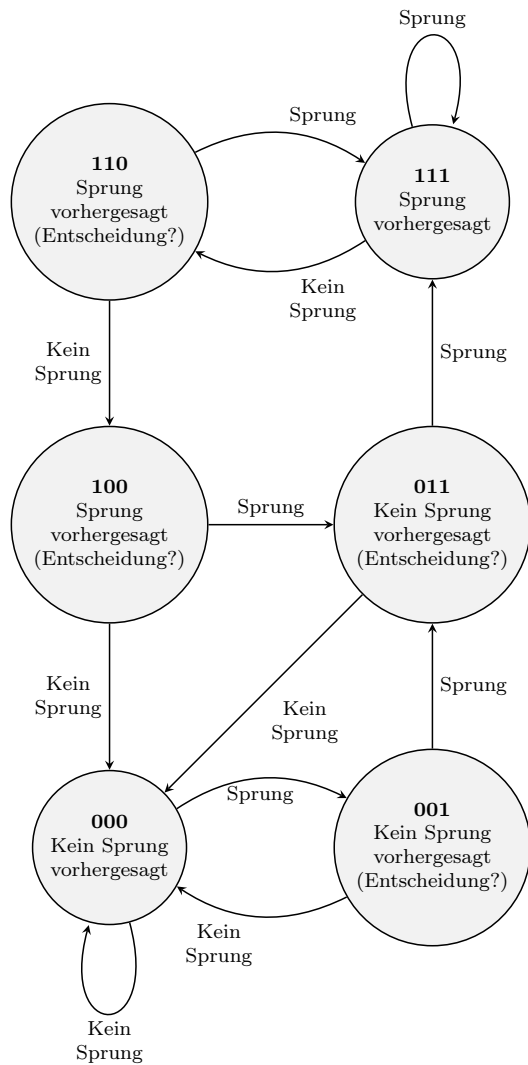 Sprung
110
Sprung
vorhergesagt
(Entscheidung?)
Sprung
111
Sprung
vorhergesagt
Kein
Sprung
Kein
Sprung
Sprung
100
Sprung
vorhergesagt
(Entscheidung?)
Sprung
011
Kein Sprung
vorhergesagt
(Entscheidung?)
Kein
Sprung
Kein
Sprung
Sprung
000
Kein Sprung
vorhergesagt
Sprung
001
Kein Sprung
vorhergesagt
(Entscheidung?)
Kein
Sprung
Kein
Sprung